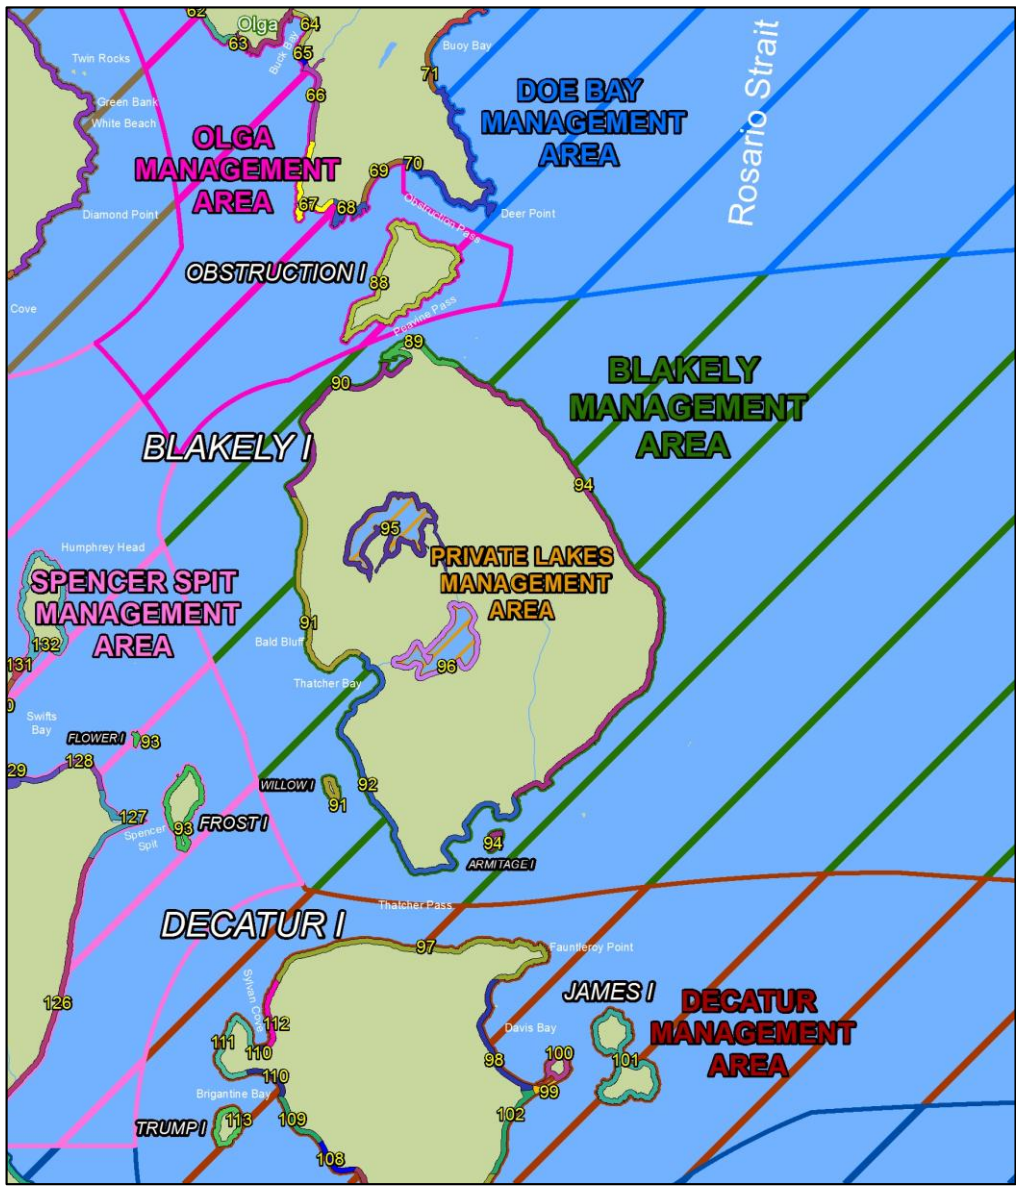 62
Olga
64
63
65
Buck Bay
Buoy Bay
71
Twin Rocks
Green Bank
White Beach
66
DOE BAY
MANAGEMENT
AREA
Rosario Strait
OLGA
MANAGEMENT
AREA
69
70
67
68
Diamond Point
Deer Point
Obstruction Pass
OBSTRUCTION I
88
Cove
Peavine Pass
89
90
BLAKELY
MANAGEMENT
AREA
BLAKELY I
94
95
Humphrey Head
PRIVATE LAKES
MANAGEMENT
AREA
SPENCER SPIT
MANAGEMENT
AREA
132
131
91
Bald Bluff
96
Thatcher Bay
0
Swifts
Bay
FLOWER I
93
128
29
WILLOW I
91
92
127
Spencer
Spit
93
FROST I
94
ARMITAGE I
Thatcher Pass
DECATUR I
97
Fauntleroy Point
Sylvan Cove
JAMES I
DECATUR
MANAGEMENT
AREA
126
112
111
110
Davis Bay
98
100
101
110
99
Brigantine Bay
TRUMP I
113
109
102
108